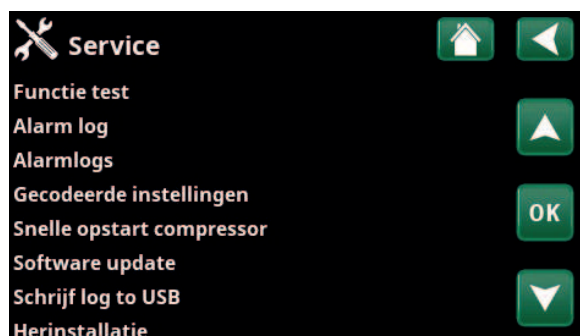 Service
Functie test
Alarm log
Alarmlogs
Gecodeerde instellingen
Snelle opstart compressor
OK
Software update
Schrijf log to USB
Herinstallatie